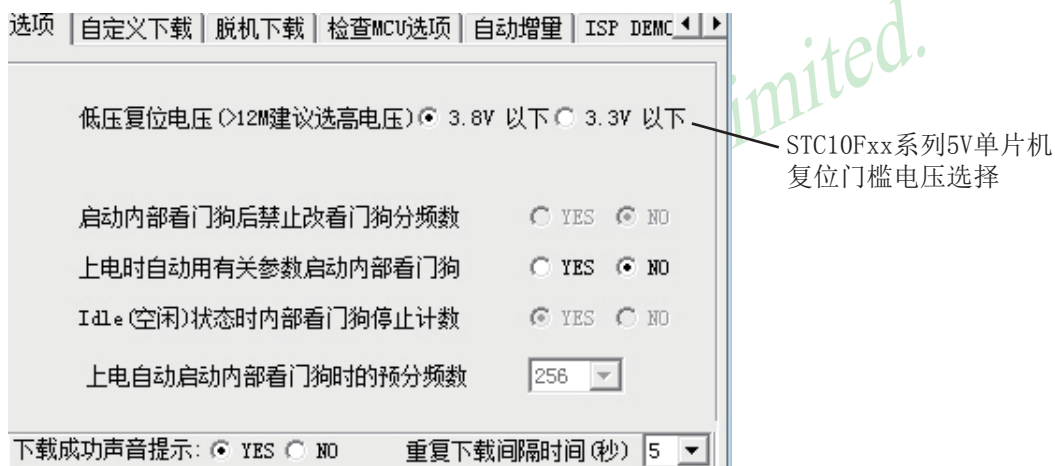 选项 自定义下载 脱机下载 检查MCU选项 自动增量 ISP DEMO
imited.
低压复位电压(>12M建议选高电压) 3.8V 以下 3.3V 以下
STC10Fxx系列5V单片机
复位门槛电压选择
启动内部看门狗后禁止改看门狗分频数 YES NO
上电时自动用有关参数启动内部看门狗 YES NO
Idle(空闲)状态时内部看门狗停止计数 YES NO
上电自动启动内部看门狗时的预分频数 256
下载成功声音提示: YES NO 重复下载间隔时间(秒) 5